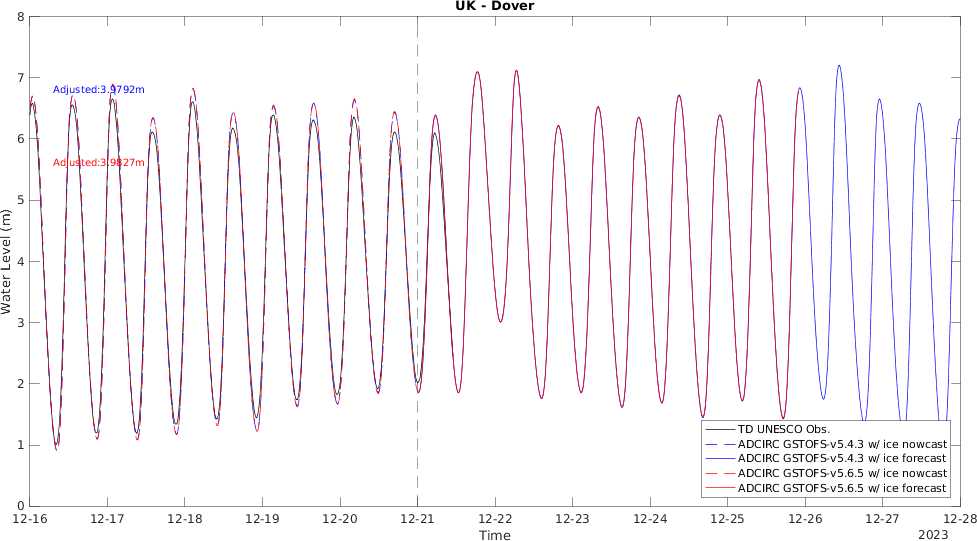 UK - Dover
8
7
6
5
4
3
2
1
0
Water Level (m)
Adjusted:3.9792m
Adjusted:3.9827m
TD UNESCO Obs.
ADCIRC GSTOFS-v5.4.3 w/ ice nowcast
ADCIRC GSTOFS-v5.4.3 w/ ice forecast
ADCIRC GSTOFS-v5.6.5 w/ ice nowcast
ADCIRC GSTOFS-v5.6.5 w/ ice forecast
12-16 12-17 12-18 12-19 12-20 12-21 12-22 12-23 12-24 12-25 12-26 12-27 12-28
Time
2023